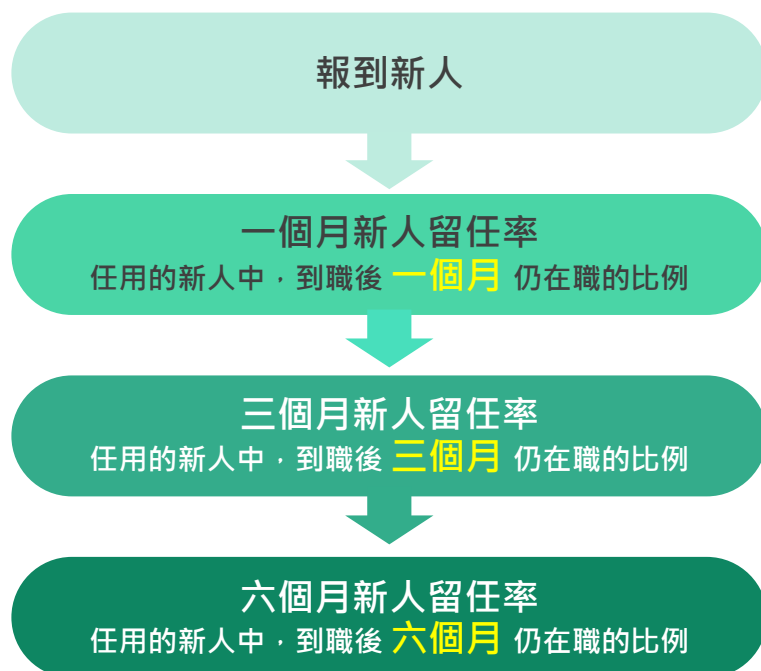 報到新人
一個月新人留任率
任用的新人中，到職後 一個月 仍在職的比例
三個月新人留任率
任用的新人中，到職後 三個月 仍在職的比例
六個月新人留任率
任用的新人中，到職後 六個月 仍在職的比例